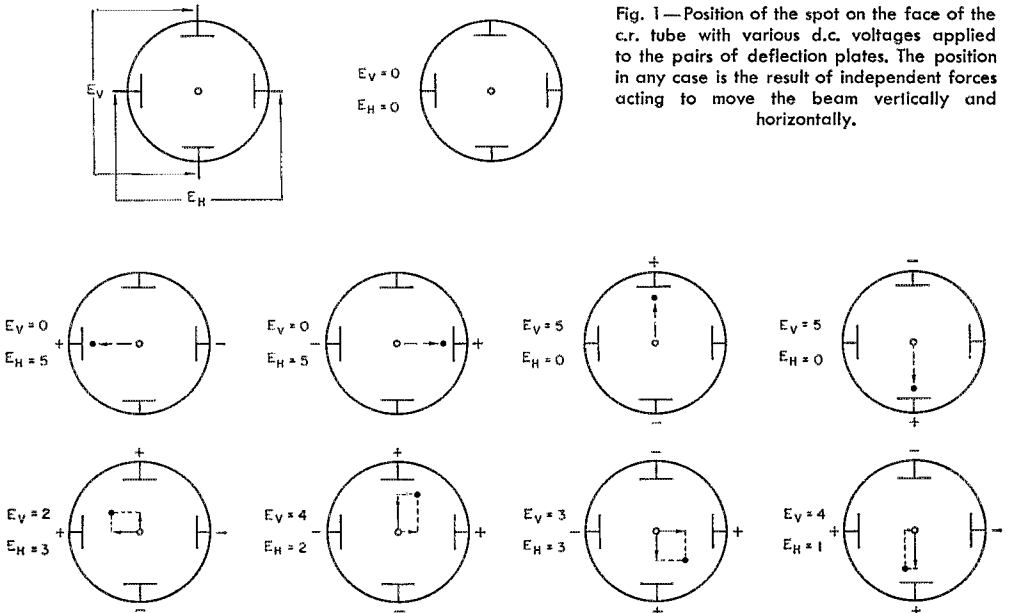 Fig. 1—Position of the spot on the face of the
c.r. tube with various d.c. voltages applied
to the pairs of deflection plates. The position
in any case is the result of independent forces
acting to move the beam vertically and
horizontally.
E_V
E_H
E_V = 0
E_H = 0
E_V = 0
E_H = 5
+
-
E_V = 0
E_H = 5
-
+
E_V = 5
E_H = 0
+
-
E_V = 5
E_H = 0
-
+
E_V = 2
E_H = 3
+
+
-
-
E_V = 4
E_H = 2
+
-
+
-
E_V = 3
E_H = 3
-
-
+
+
E_V = 4
E_H = 1
-
+
-
+